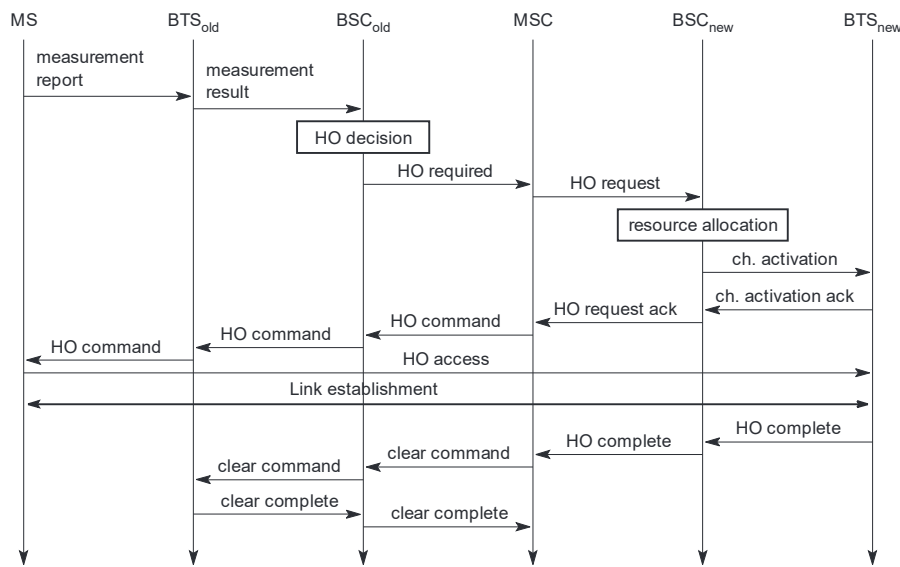 MS BTSold BSCold MSC BSCnew BTSnew
measurement
report
measurement
result
HO decision
HO required
HO request
resource allocation
ch. activation
ch. activation ack
HO request ack
HO command
HO command
HO command
HO access
Link establishment
HO complete
HO complete
clear command
clear command
clear complete
clear complete